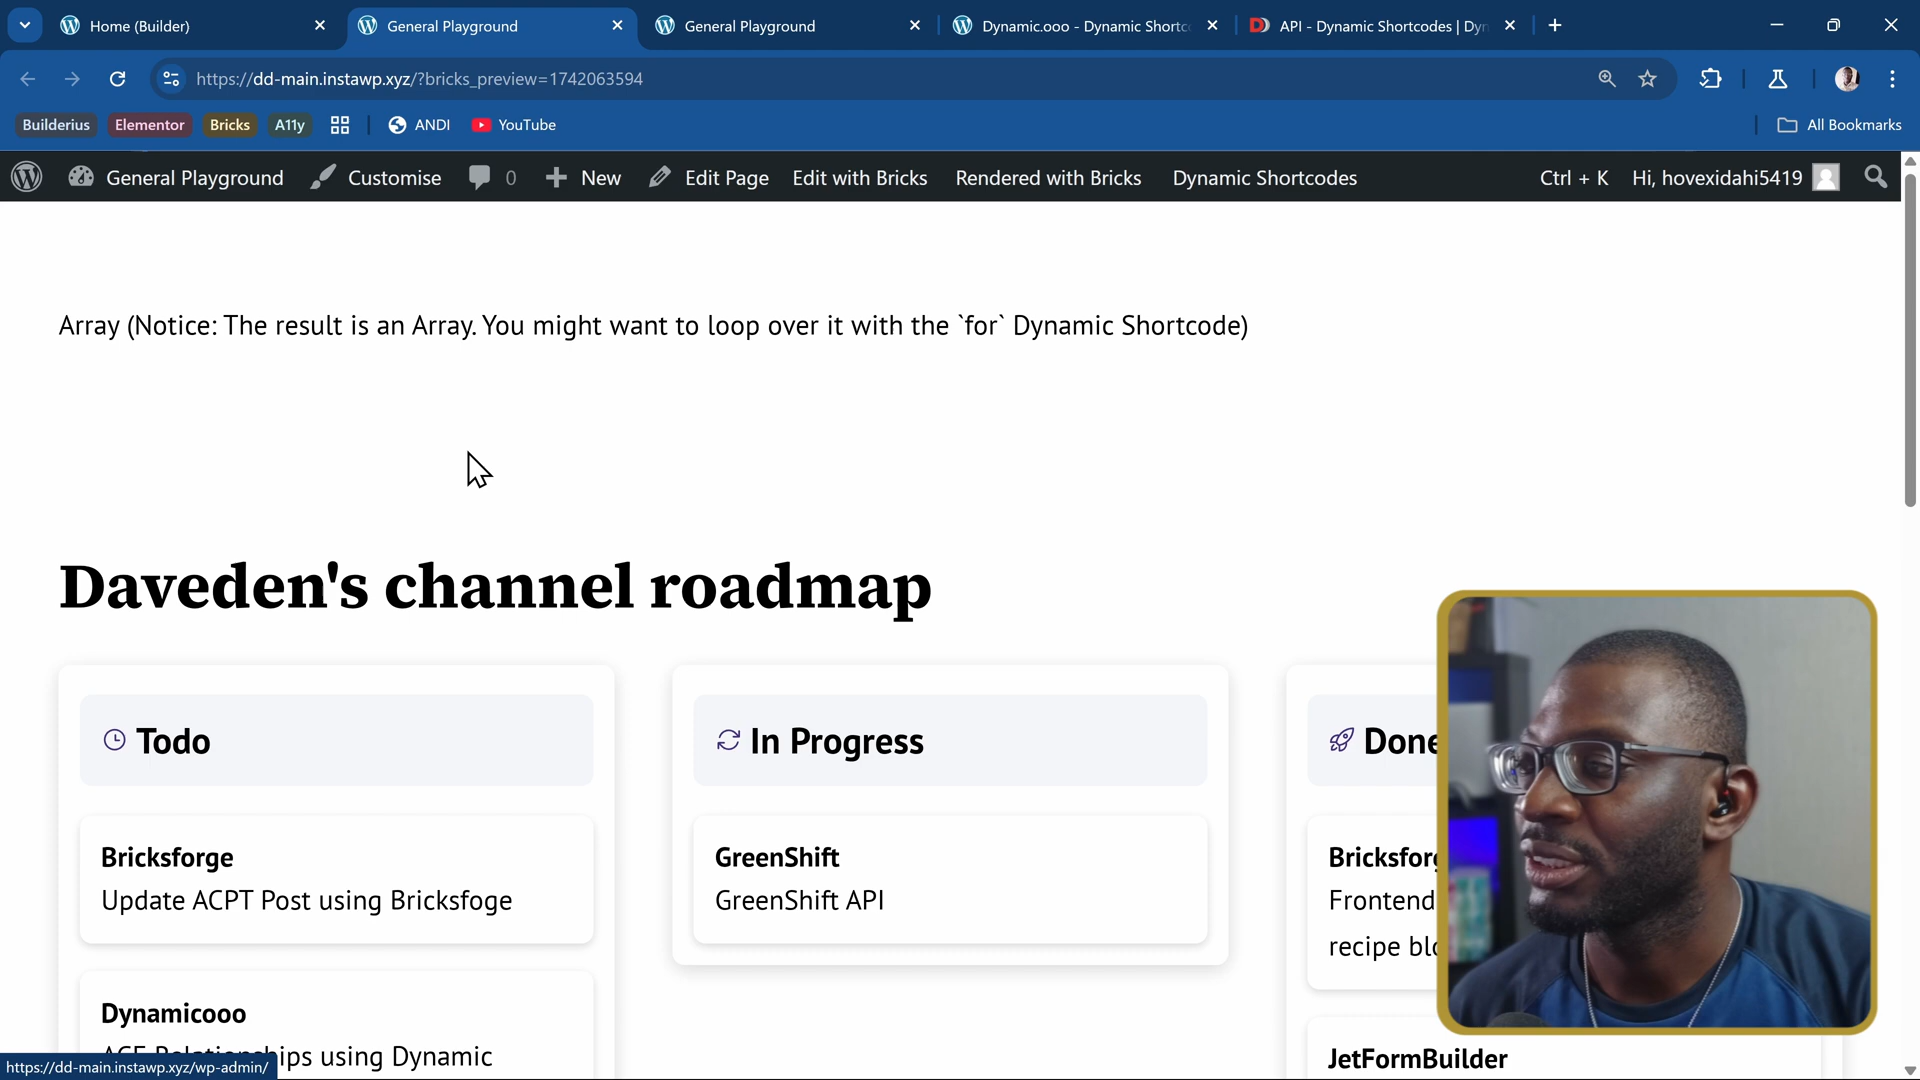 Home (Builder)
General Playground
General Playground
Dynamic.ooo - Dynamic Shortc
API - Dynamic Shortcodes | Dyn
https://dd-main.instawp.xyz/?bricks_preview=1742063594
Builderius
Elementor
Bricks
A11y
ANDI
YouTube
All Bookmarks
General Playground
Customise
0
New
Edit Page
Edit with Bricks
Rendered with Bricks
Dynamic Shortcodes
Ctrl + K
Hi, hovexidahi5419
Array (Notice: The result is an Array. You might want to loop over it with the `for` Dynamic Shortcode)
Daveden's channel roadmap
Todo
Bricksforge
Update ACPT Post using Bricksfoge
Dynamicooo
ips using Dynamic
In Progress
GreenShift
GreenShift API
Done
Bricksforg
Frontend
recipe blo
JetFormBuilder
https://dd-main.instawp.xyz/wp-admin/